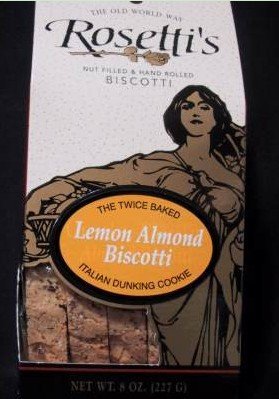 THE OLD WORLD WAY
Rosetti's
NUT FILLED & HAND ROLLED
BISCOTTI
THE TWICE BAKED
Lemon Almond
Biscotti
ITALIAN DUNKING COOKIE
NET WT. 8 OZ. (227 G)